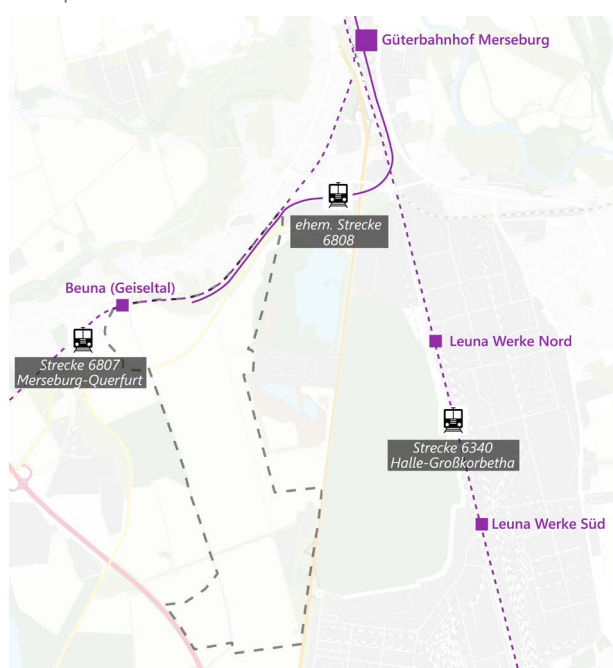 Güterbahnhof Merseburg
ehem. Strecke
6808
Beuna (Geiseltal)
Strecke 6807
Merseburg-Querfurt
Leuna Werke Nord
Strecke 6340
Halle-Großkorbetha
Leuna Werke Süd